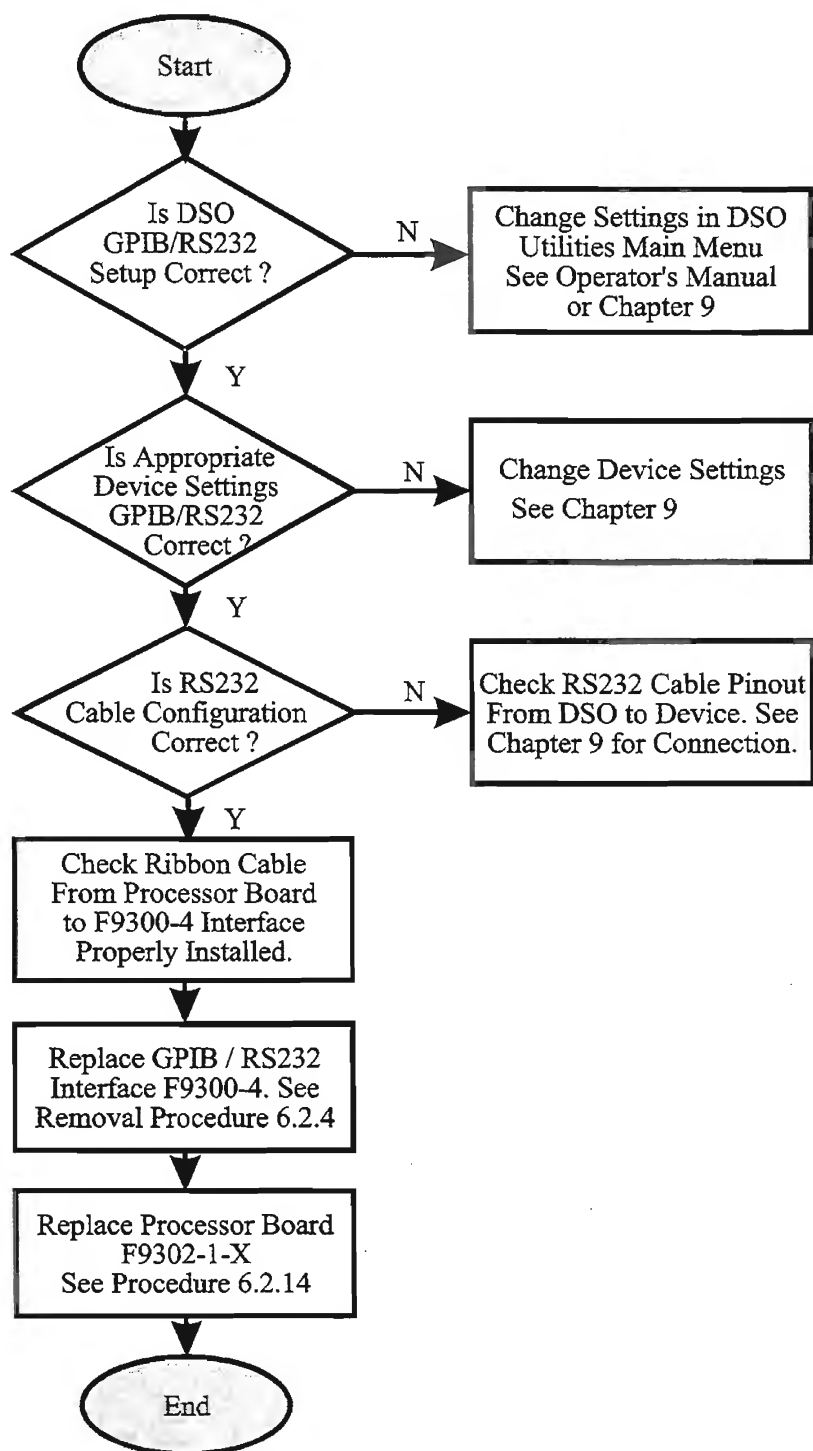 Start
Is DSO
GPIB/RS232
Setup Correct ?
N
Change Settings in DSO
Utilities Main Menu
See Operator's Manual
or Chapter 9
Y
Is Appropriate
Device Settings
GPIB/RS232
Correct ?
N
Change Device Settings
See Chapter 9
Y
Is RS232
Cable Configuration
Correct ?
N
Check RS232 Cable Pinout
From DSO to Device. See
Chapter 9 for Connection.
Y
Check Ribbon Cable
From Processor Board
to F9300-4 Interface
Properly Installed.
Replace GPIB / RS232
Interface F9300-4. See
Removal Procedure 6.2.4
Replace Processor Board
F9302-1-X
See Procedure 6.2.14
End